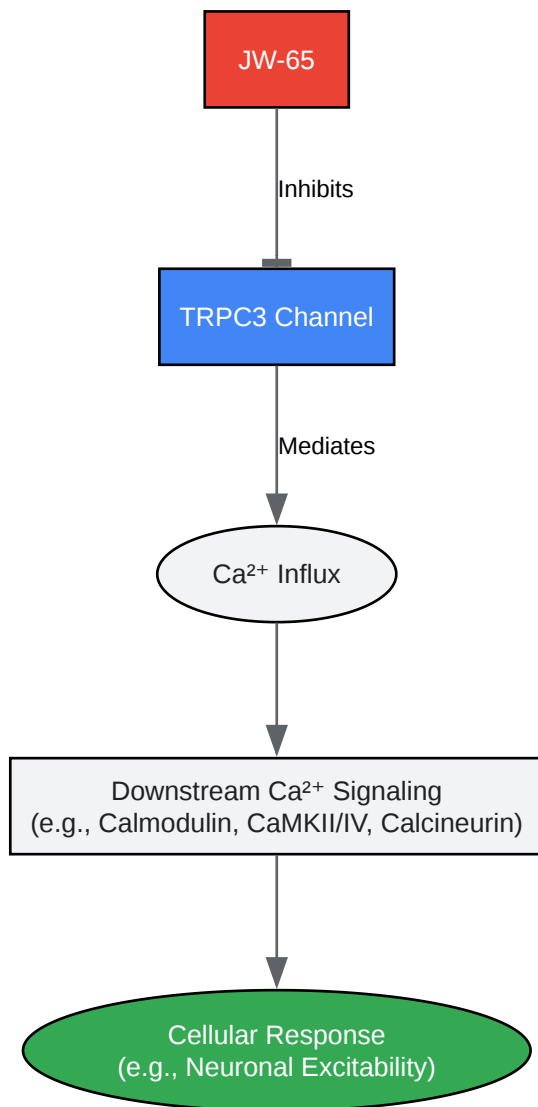 JW-65
Inhibits
TRPC3 Channel
Mediates
Ca²⁺ Influx
Downstream Ca²⁺ Signaling
(e.g., Calmodulin, CaMKII/IV, Calcineurin)
Cellular Response
(e.g., Neuronal Excitability)